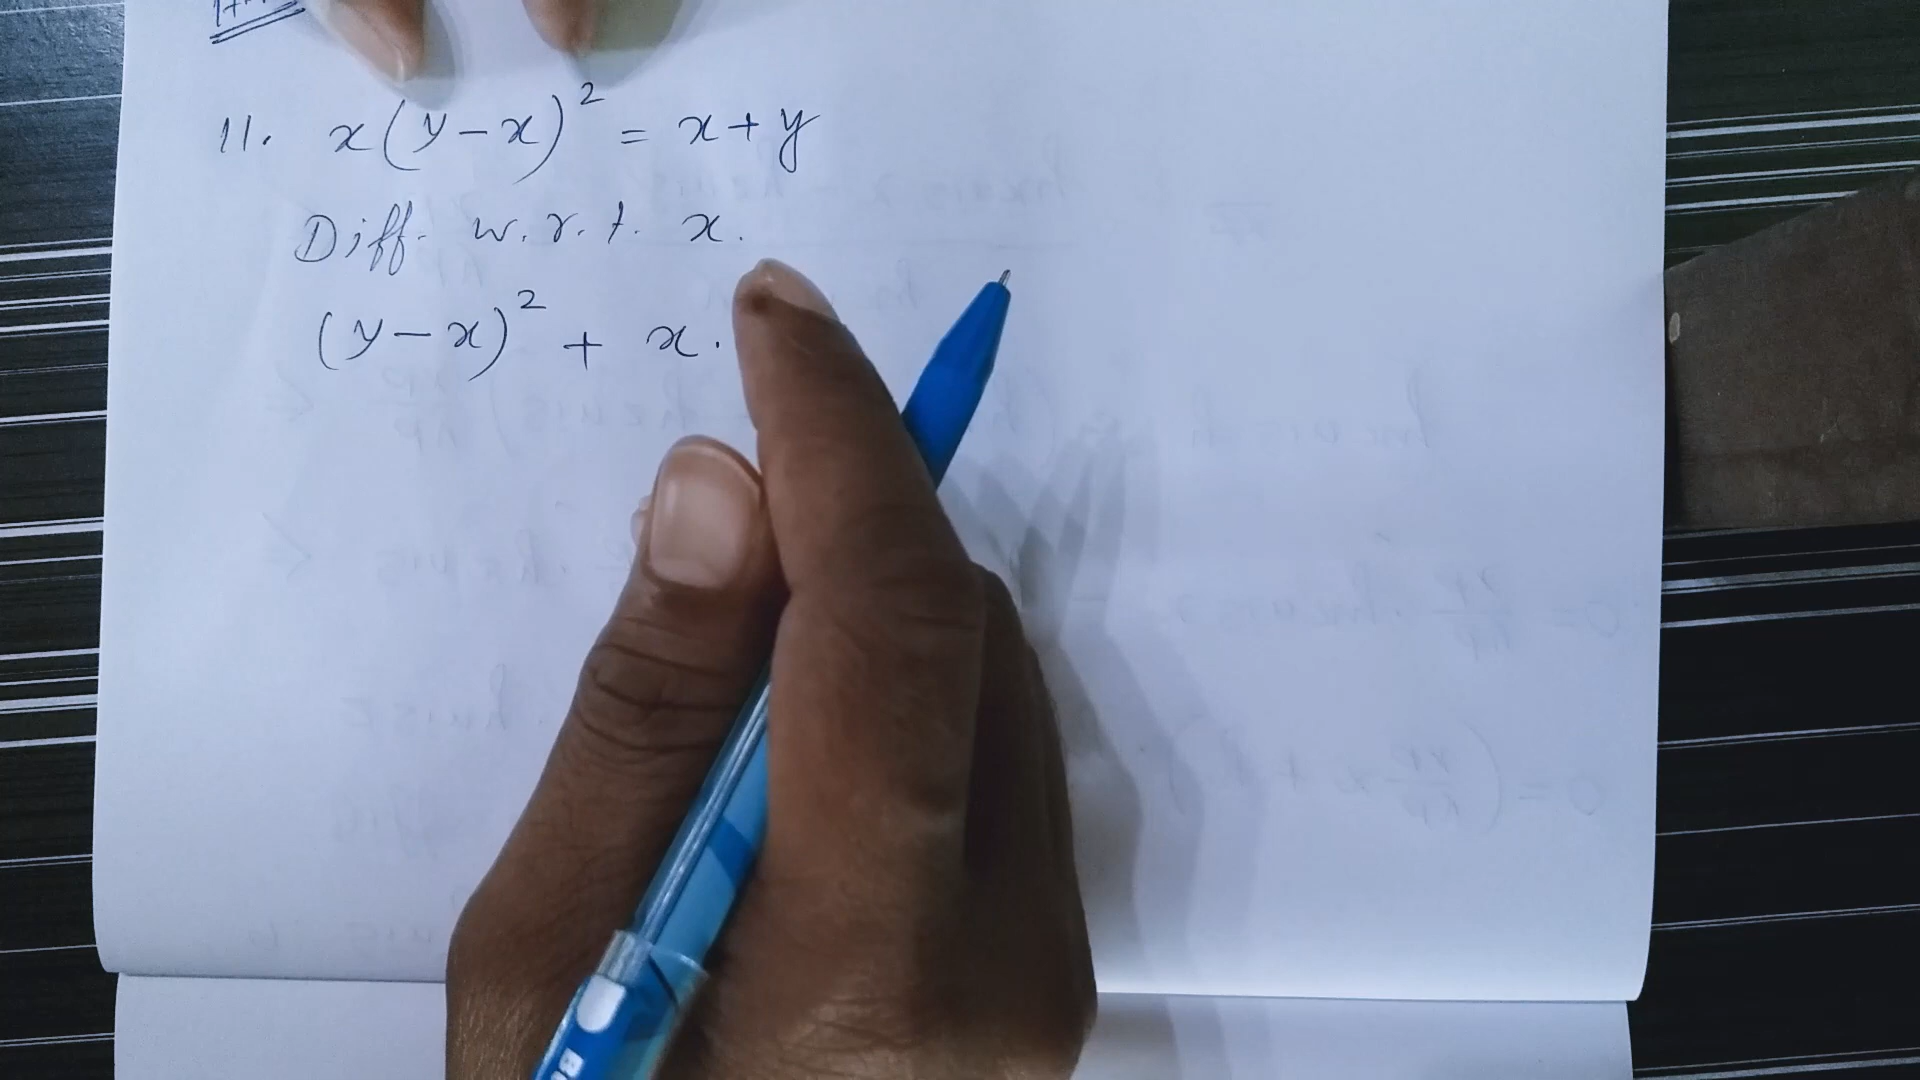 11. x(y-x)² = x+y
Diff. w.r.t. x.
(y-x)² + x.